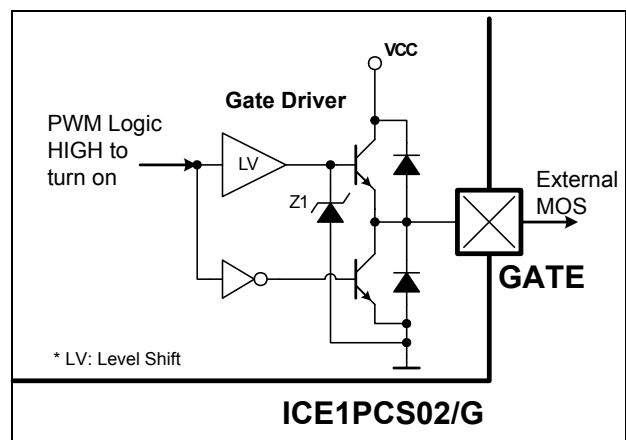 VCC
Gate Driver
PWM Logic
HIGH to
turn on
LV
Z1
External
MOS
GATE
* LV: Level Shift
ICE1PCS02/G